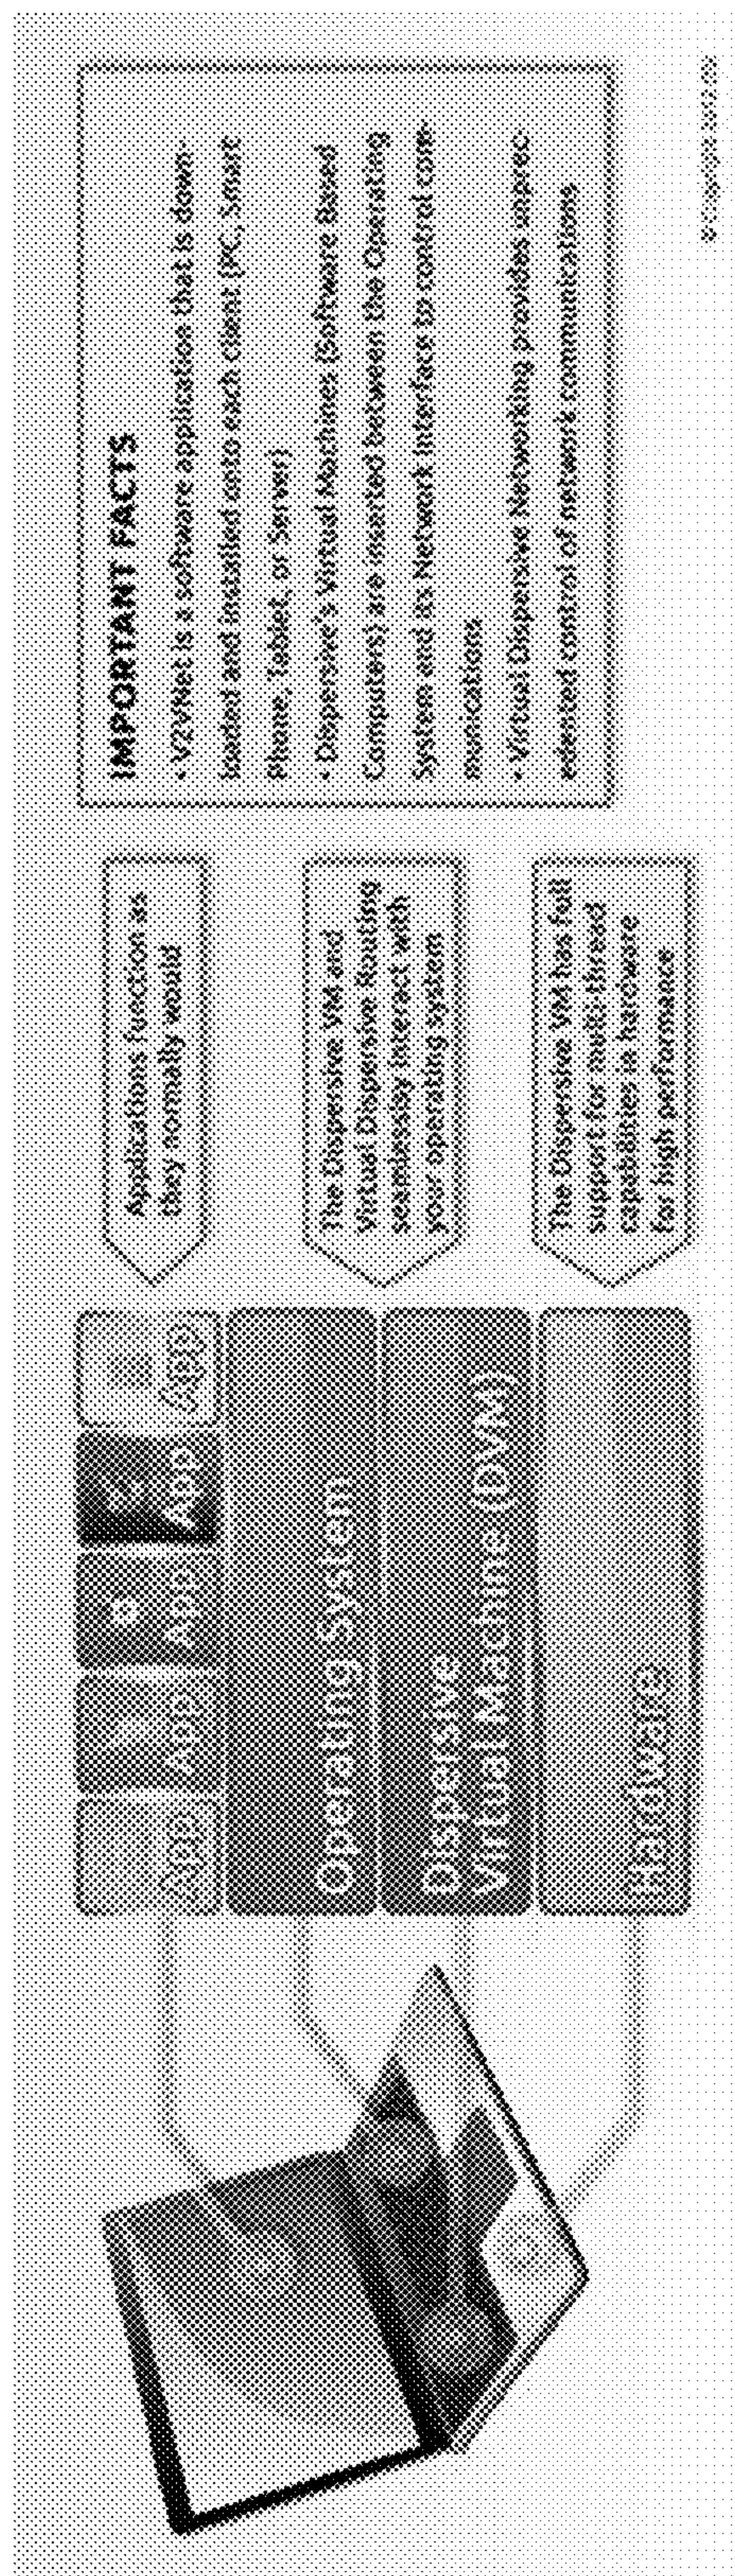 App
App
App
App
App
Operating System
Dispersive
Virtual Machine (DVM)
Hardware
Applications function as
they normally would
The Dispersive VM and
Virtual Dispersive Routing
seamlessly interact with
your operating system
The Dispersive VM has full
support for multi-thread
capabilities in hardware
for high performance
IMPORTANT FACTS
• V2VNet is a software application that is down-
loaded and installed onto each client (PC, Smart
Phone, Tablet, or Server)
• Dispersive's Virtual Machines (Software Based
Computers) are inserted between the Operating
System and its Network Interface to control com-
munications
• Virtual Dispersive Networking provides unprec-
edented control of network communications
© Copyright